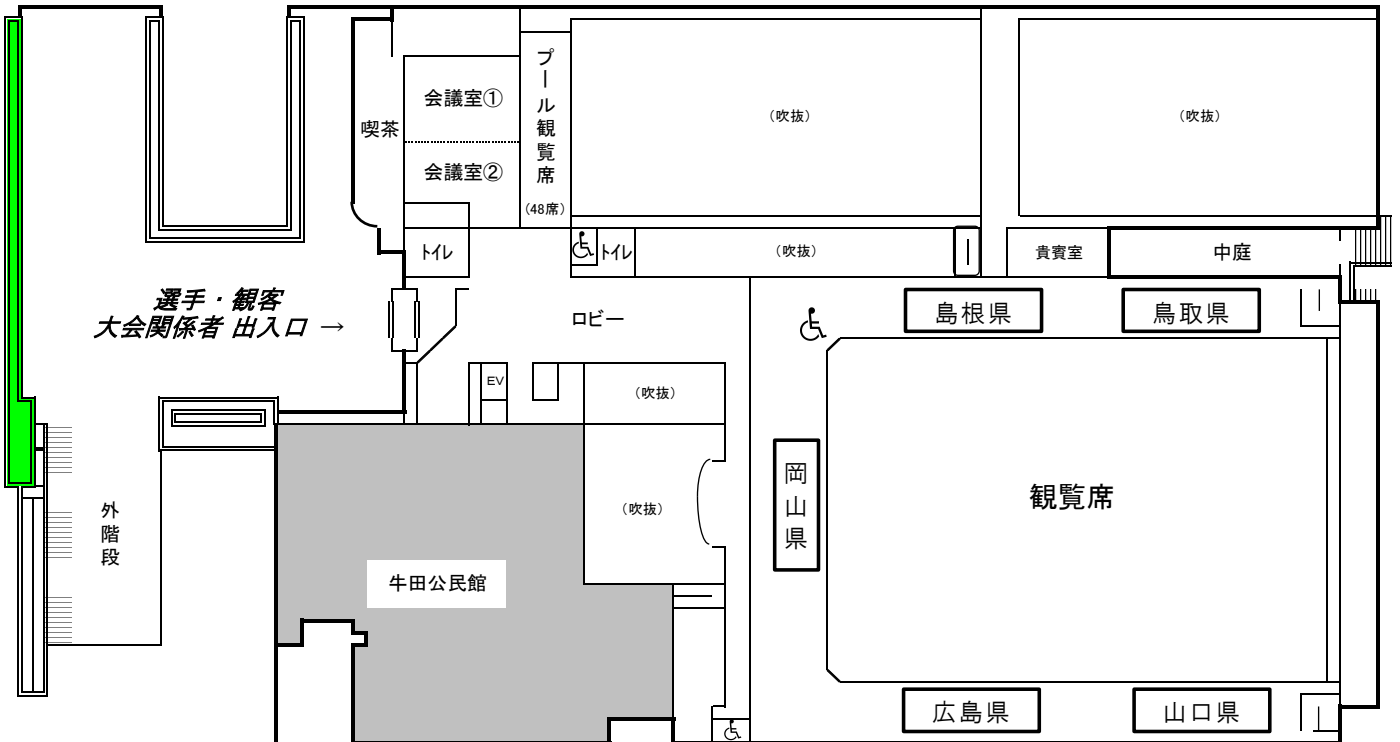 プール観覧席
(48席)
会議室①
会議室②
喫茶
(吹抜)
(吹抜)
トイレ
トイレ
(吹抜)
貴賓室
中庭
選手・観客
大会関係者 出入口 →
ロビー
島根県
鳥取県
EV
(吹抜)
岡山県
観覧席
(吹抜)
外階段
牛田公民館
広島県
山口県